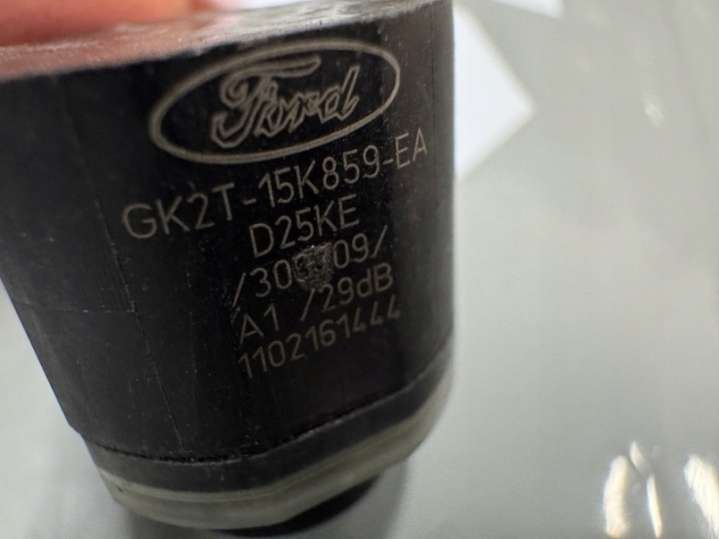 Ford
GK2T-15K859-EA
D25KE
A1 /29dB
1102161444